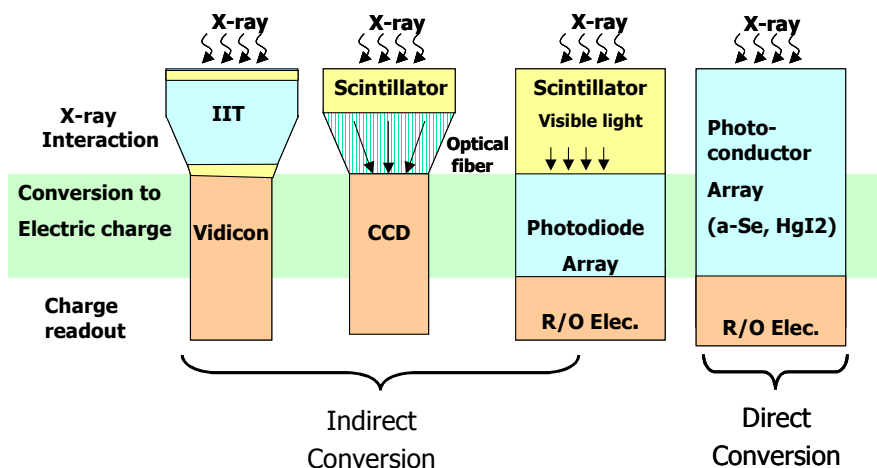 X-ray
X-ray
X-ray
X-ray
X-ray
Interaction
IIT
Scintillator
Optical
fiber
Scintillator
Visible light
Photo-
conductor
Array
(a-Se, HgI2)
Conversion to
Electric charge
Vidicon
CCD
Photodiode
Array
Charge
readout
R/O Elec.
R/O Elec.
Indirect
Conversion
Direct
Conversion